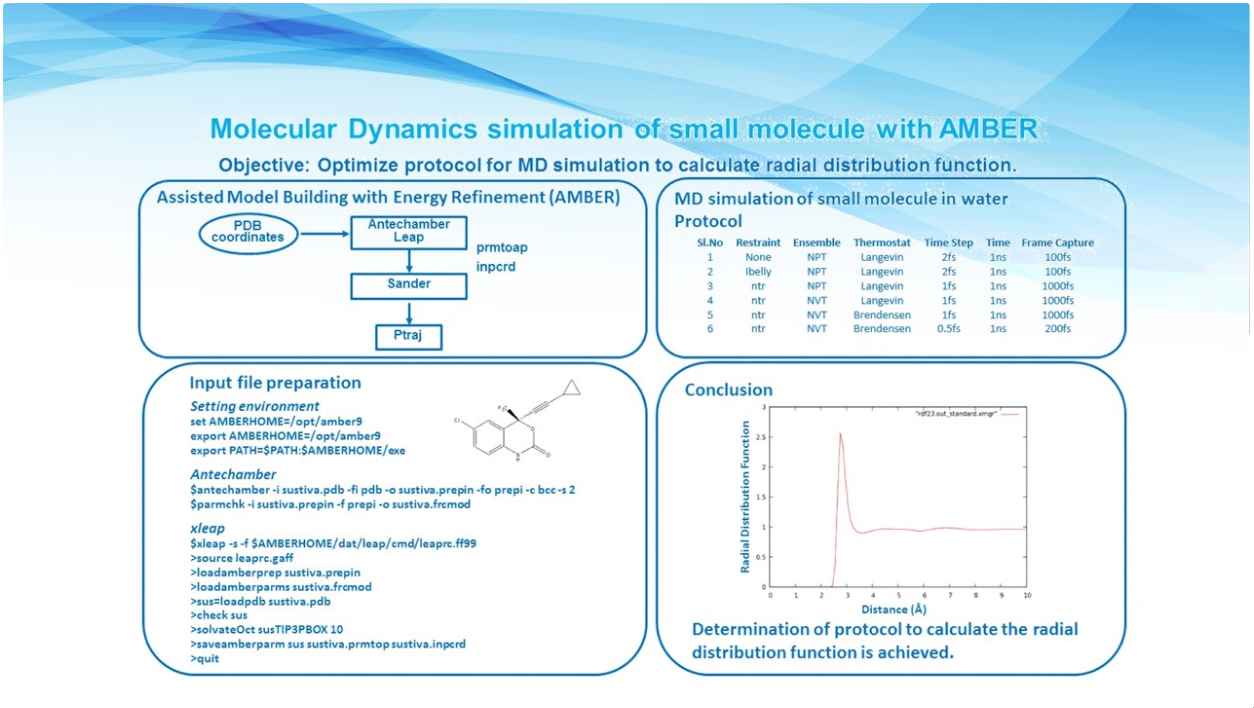 Molecular Dynamics simulation of small molecule with AMBER
Objective: Optimize protocol for MD simulation to calculate radial distribution function.
Assisted Model Building with Energy Refinement (AMBER)
PDB
coordinates
Antechamber
Leap
prmtoap
inpcrd
Sander
Ptraj
MD simulation of small molecule in water
Protocol
Sl.No Restraint Ensemble Thermostat Time Step Time Frame Capture
1 None NPT Langevin 2fs 1ns 100fs
2 Ibelly NPT Langevin 2fs 1ns 100fs
3 ntr NPT Langevin 1fs 1ns 1000fs
4 ntr NVT Langevin 1fs 1ns 1000fs
5 ntr NVT Brendensen 1fs 1ns 1000fs
6 ntr NVT Brendensen 0.5fs 1ns 200fs
Input file preparation
Setting environment
set AMBERHOME=/opt/amber9
export AMBERHOME=/opt/amber9
export PATH=$PATH:$AMBERHOME/exe
F₃C
Cl
O
N
H
O
Antechamber
$antechamber -i sustiva.pdb -fi pdb -o sustiva.prepin -fo prepi -c bcc -s 2
$parmchk -i sustiva.prepin -f prepi -o sustiva.frcmod
xleap
$xleap -s -f $AMBERHOME/dat/leap/cmd/leaprc.ff99
>source leaprc.gaff
>loadamberprep sustiva.prepin
>loadamberparms sustiva.frcmod
>sus=loadpdb sustiva.pdb
>check sus
>solvateOct susTIP3PBOX 10
>saveamberparm sus sustiva.prmtop sustiva.inpcrd
>quit
Conclusion
"rdf23.out_standard.xmgr"
Radial Distribution Function
3
2.5
2
1.5
1
0.5
0
0 1 2 3 4 5 6 7 8 9 10
Distance (Å)
Determination of protocol to calculate the radial
distribution function is achieved.